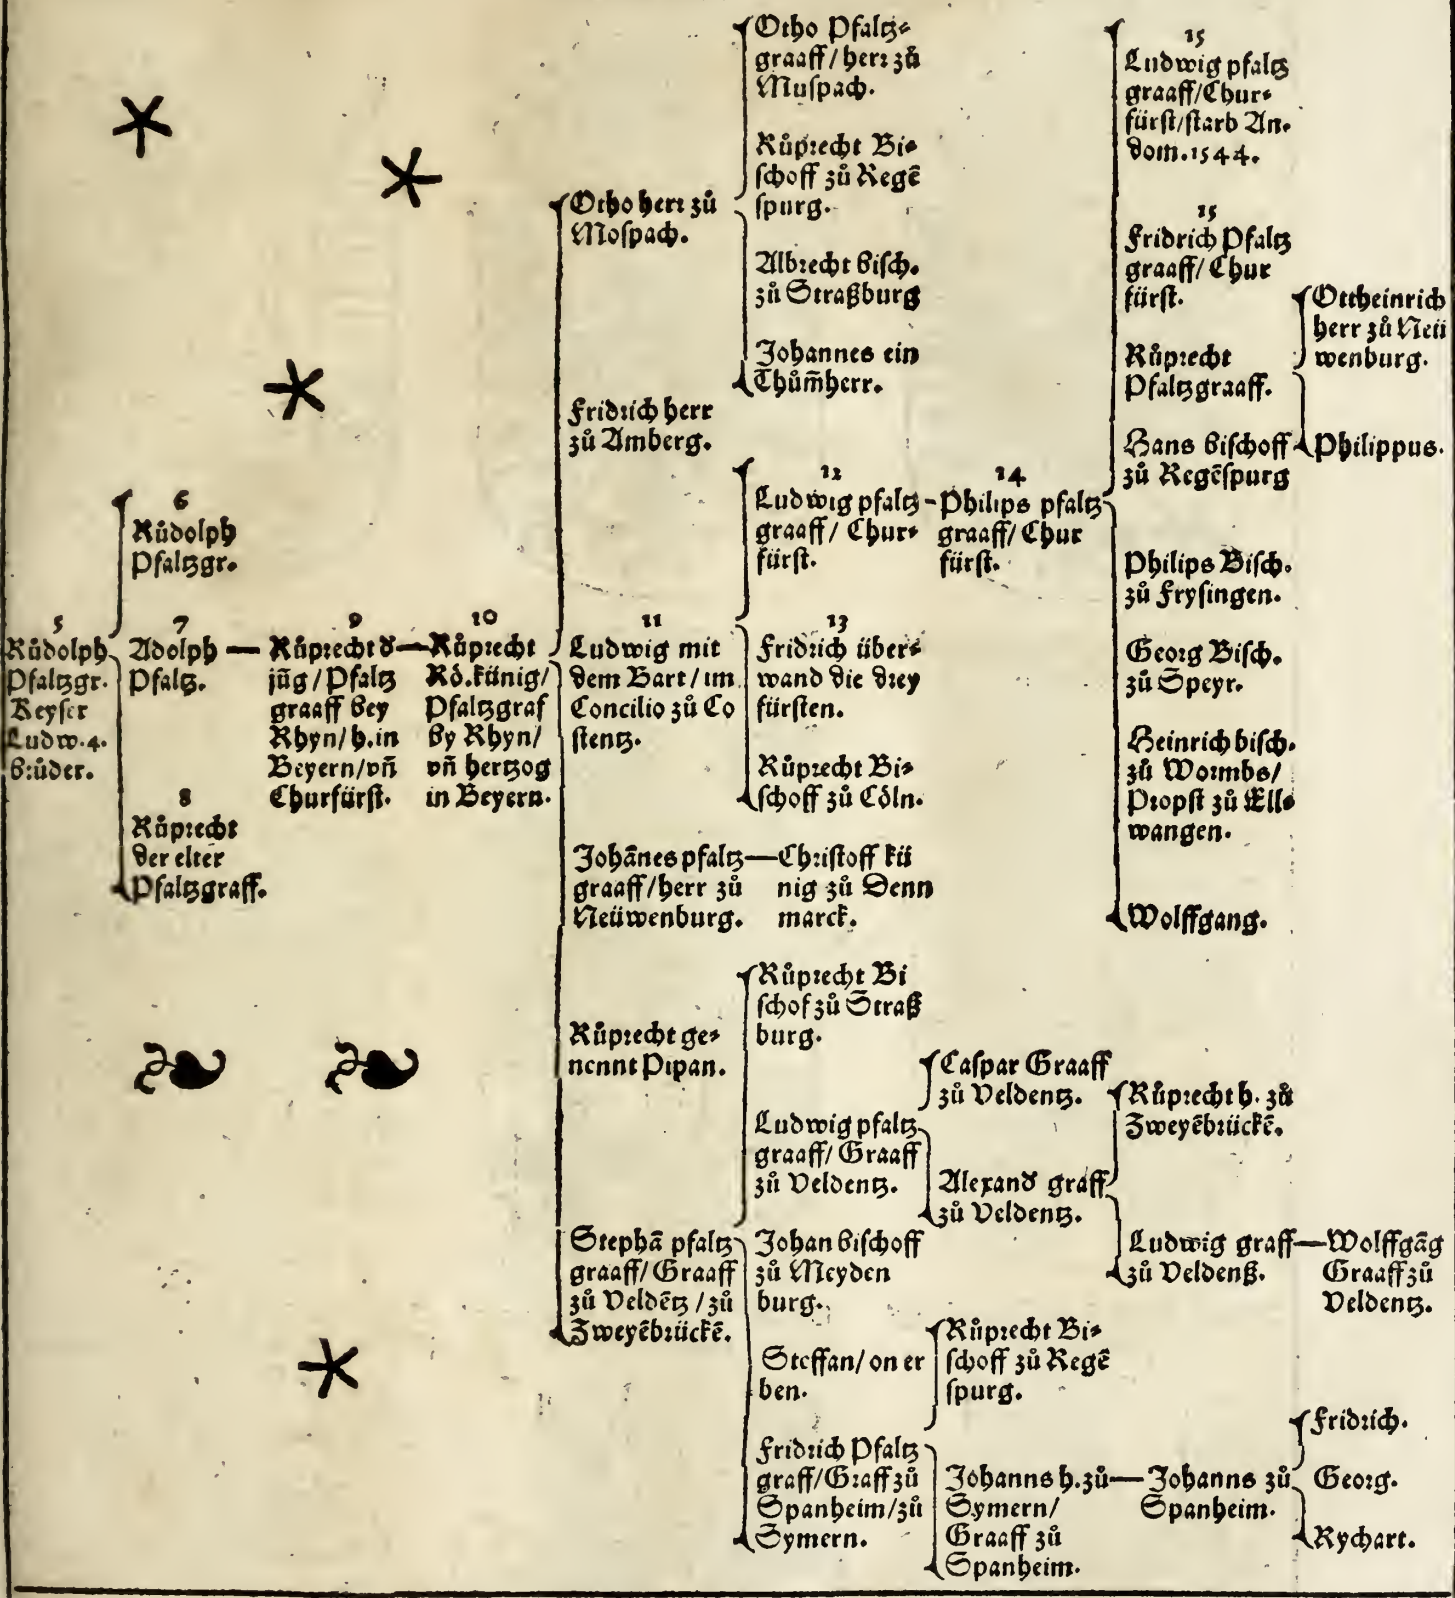 5
Růdolph
Pfaltzgr.
Keyser
Ludw.4.
brůder.
6
Růdolph
Pfaltzgr.
7
Adolph
Pfaltz.
8
Růprecht
der elter
Pfaltzgraff.
9
Růprecht d
jūg/Pfaltz
graaff bey
Rhyn/h.in
Beyern/vñ
Churfürst.
10
Růprecht
Rö.künig/
Pfaltzgraf
by Rhyn/
vñ hertzog
in Beyern.
Otho herr zů
Mospach.
Otho Pfaltz⸗
graaff/herr zů
Muspach.
Růprecht Bi⸗
schoff zů Regē
spurg.
Albrecht bisch.
zů Straßburg
Johannes ein
Thům̄herr.
Fridrich herr
zů Amberg.
11
Ludwig mit
dem Bart/im
Concilio zů Co
stentz.
12
Ludwig pfaltz
graaff/Chur⸗
fürst.
14
Philips pfaltz
graaff/Chur
fürst.
15
Ludwig pfaltz
graaff/Chur⸗
fürst/starb An⸗
dom.1544.
15
Fridrich Pfaltz
graaff/Chur
fürst.
Růprecht
Pfaltzgraaff.
Ottheinrich
herr zů Neü
wenburg.
Philippus.
Hans bischoff
zů Regēspurg
Philips Bisch.
zů Frysingen.
Georg Bisch.
zů Speyr.
Heinrich bisch.
zů Wormbs/
Propst zů Ell⸗
wangen.
Wolffgang.
13
Fridrich über⸗
wand die drey
fürsten.
Růprecht Bi⸗
schoff zů Cöln.
Johānes pfaltz
graaff/herr zů
Neüwenburg.
Christoff kü
nig zů Denn
marck.
Růprecht ge⸗
nennt Pipan.
Stephā pfaltz
graaff/Graaff
zů Veldētz/zů
Zweyēbrückē.
Růprecht Bi
schof zů Straß
burg.
Ludwig pfaltz
graaff/Graaff
zů Veldentz.
Caspar Graaff
zů Veldentz.
Alexand graff
zů Veldentz.
Růprecht h. zů
Zweyēbrückē.
Ludwig graff
zů Veldenß.
Wolffgāg
Graaff zů
Veldentz.
Johan bischoff
zů Meyden
burg.
Steffan/on er
ben.
Fridrich Pfaltz
graff/Graff zů
Spanheim/zů
Symern.
Růprecht Bi⸗
schoff zů Regē
spurg.
Johanns h.zů
Symern/
Graaff zů
Spanheim.
Johanns zů
Spanheim.
Fridrich.
Georg.
Rychart.